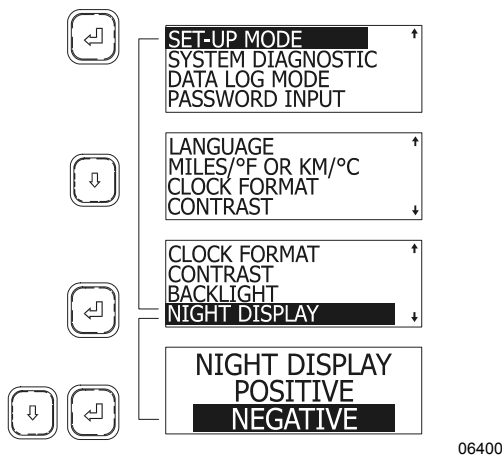 SET-UP MODE
SYSTEM DIAGNOSTIC
DATA LOG MODE
PASSWORD INPUT
LANGUAGE
MILES/°F OR KM/°C
CLOCK FORMAT
CONTRAST
CLOCK FORMAT
CONTRAST
BACKLIGHT
NIGHT DISPLAY
NIGHT DISPLAY
POSITIVE
NEGATIVE
06400